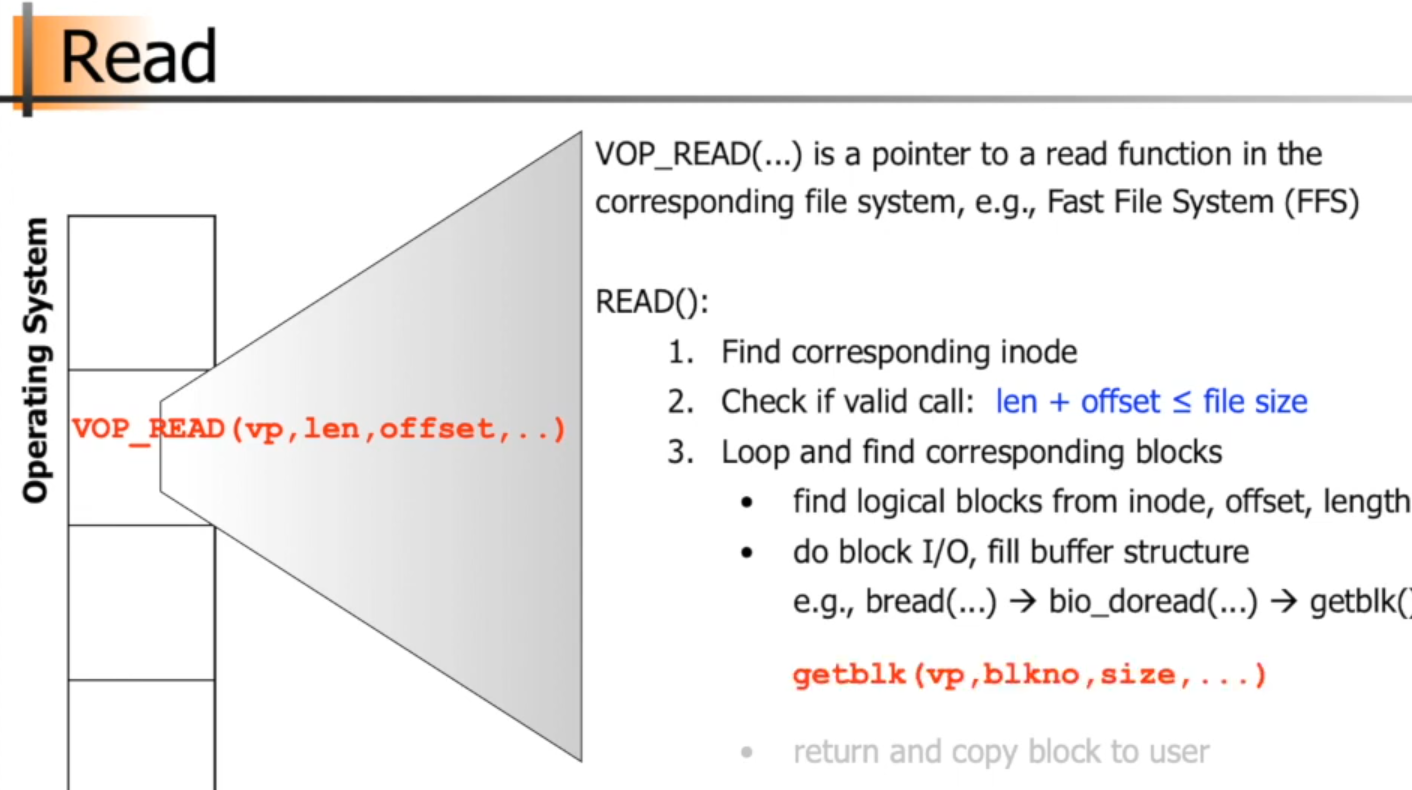 Read
Operating System
VOP_READ(vp,len,offset,..)
VOP_READ(...) is a pointer to a read function in the
corresponding file system, e.g., Fast File System (FFS)
READ():
1. Find corresponding inode
2. Check if valid call: len + offset ≤ file size
3. Loop and find corresponding blocks
• find logical blocks from inode, offset, length
• do block I/O, fill buffer structure
e.g., bread(...) → bio_doread(...) → getblk()
getblk(vp,blkno,size,...)
• return and copy block to user